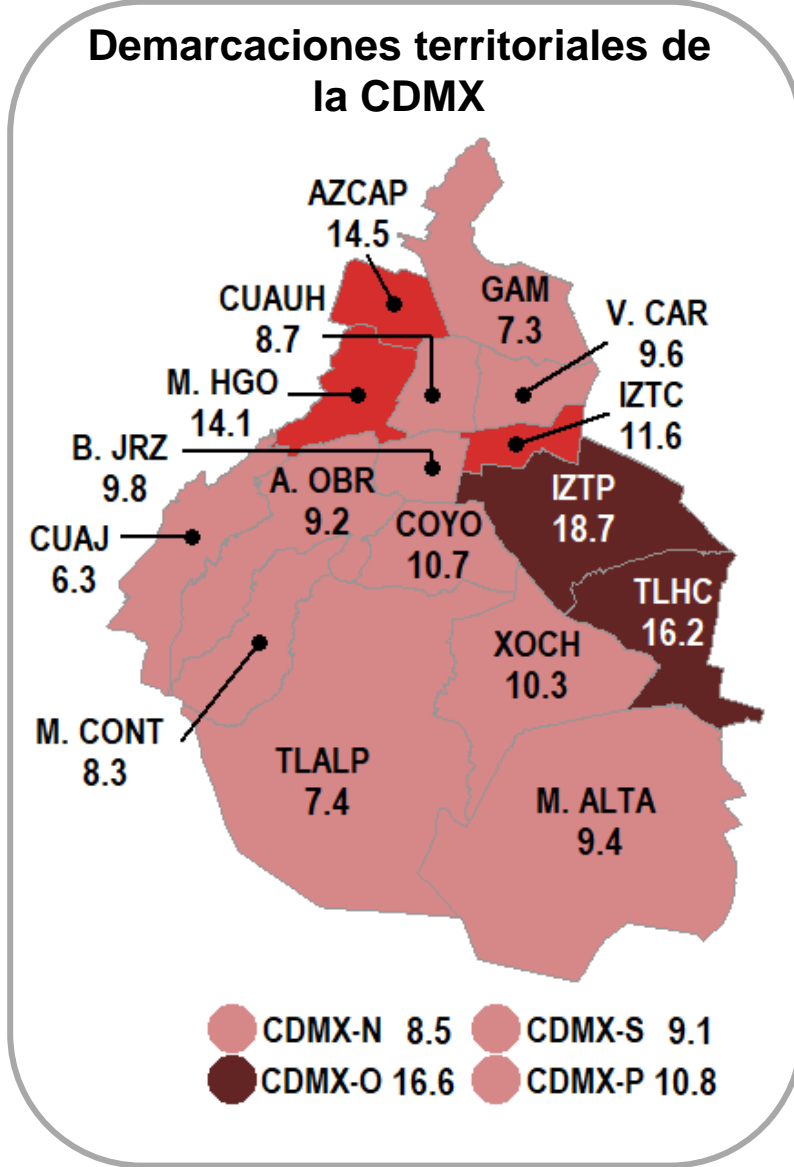 Demarcaciones territoriales de
la CDMX
AZCAP
14.5
CUAUH
8.7
GAM
7.3
V. CAR
9.6
M. HGO
14.1
IZTC
11.6
B. JRZ
9.8
A. OBR
9.2
IZTP
18.7
CUAJ
6.3
COYO
10.7
TLHC
16.2
XOCH
10.3
M. CONT
8.3
TLALP
7.4
M. ALTA
9.4
CDMX-N 8.5 CDMX-S 9.1
CDMX-O 16.6 CDMX-P 10.8